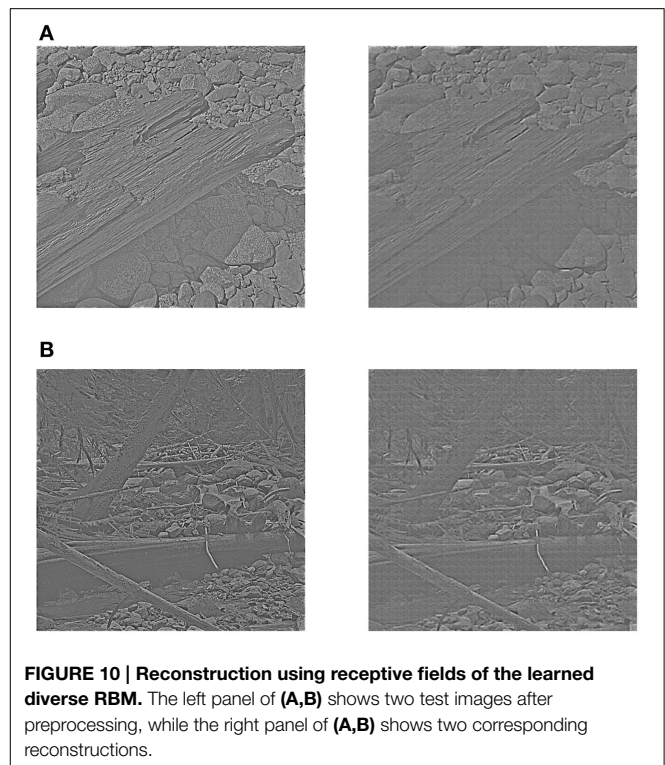 A
B
FIGURE 10 | Reconstruction using receptive fields of the learned
diverse RBM. The left panel of (A,B) shows two test images after
preprocessing, while the right panel of (A,B) shows two corresponding
reconstructions.